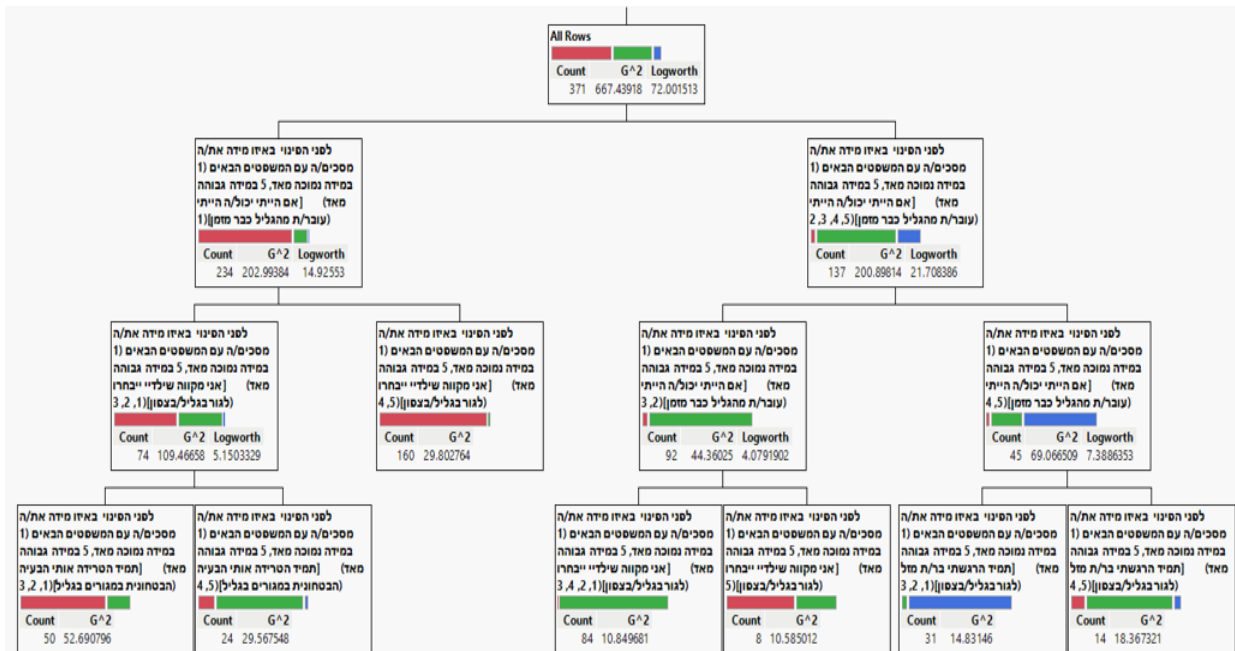 All Rows
Count G^2 Logworth
371 667.43918 72.001513
לפני הפינוי באיזו מידה את/ה
מסכים/ה עם המשפטים הבאים (1
במידה נמוכה מאד, 5 במידה גבוהה
מאד) [אם הייתי יכול/ה הייתי
עובר/ת מהגליל כבר מזמן](1)
Count G^2 Logworth
234 202.99384 14.92553
לפני הפינוי באיזו מידה את/ה
מסכים/ה עם המשפטים הבאים (1
במידה נמוכה מאד, 5 במידה גבוהה
מאד) [אם הייתי יכול/ה הייתי
עובר/ת מהגליל כבר מזמן](5, 4, 3, 2)
Count G^2 Logworth
137 200.89814 21.708386
לפני הפינוי באיזו מידה את/ה
מסכים/ה עם המשפטים הבאים (1
במידה נמוכה מאד, 5 במידה גבוהה
מאד) [אני מקווה שילדיי ייבחרו
לגור בגליל/בצפון](1, 2, 3)
Count G^2 Logworth
74 109.46658 5.1503329
לפני הפינוי באיזו מידה את/ה
מסכים/ה עם המשפטים הבאים (1
במידה נמוכה מאד, 5 במידה גבוהה
מאד) [אני מקווה שילדיי ייבחרו
לגור בגליל/בצפון](5, 4)
Count G^2
160 29.802764
לפני הפינוי באיזו מידה את/ה
מסכים/ה עם המשפטים הבאים (1
במידה נמוכה מאד, 5 במידה גבוהה
מאד) [אם הייתי יכול/ה הייתי
עובר/ת מהגליל כבר מזמן](2, 3)
Count G^2 Logworth
92 44.36025 4.0791902
לפני הפינוי באיזו מידה את/ה
מסכים/ה עם המשפטים הבאים (1
במידה נמוכה מאד, 5 במידה גבוהה
מאד) [אם הייתי יכול/ה הייתי
עובר/ת מהגליל כבר מזמן](5, 4)
Count G^2 Logworth
45 69.066509 7.3886353
לפני הפינוי באיזו מידה את/ה
מסכים/ה עם המשפטים הבאים (1
במידה נמוכה מאד, 5 במידה גבוהה
מאד) [תמיד הטרידה אותי הבעיה
הבטחונית במגורים בגליל](1, 2, 3)
Count G^2
50 52.690796
לפני הפינוי באיזו מידה את/ה
מסכים/ה עם המשפטים הבאים (1
במידה נמוכה מאד, 5 במידה גבוהה
מאד) [תמיד הטרידה אותי הבעיה
הבטחונית במגורים בגליל](5, 4)
Count G^2
24 29.567548
לפני הפינוי באיזו מידה את/ה
מסכים/ה עם המשפטים הבאים (1
במידה נמוכה מאד, 5 במידה גבוהה
מאד) [אני מקווה שילדיי ייבחרו
לגור בגליל/בצפון](1, 2, 4, 3)
Count G^2
84 10.849681
לפני הפינוי באיזו מידה את/ה
מסכים/ה עם המשפטים הבאים (1
במידה נמוכה מאד, 5 במידה גבוהה
מאד) [אני מקווה שילדיי ייבחרו
לגור בגליל/בצפון](5)
Count G^2
8 10.585012
לפני הפינוי באיזו מידה את/ה
מסכים/ה עם המשפטים הבאים (1
במידה נמוכה מאד, 5 במידה גבוהה
מאד) [תמיד הרגשתי בר/ת מזל
לגור בגליל/בצפון](1, 2, 3)
Count G^2
31 14.83146
לפני הפינוי באיזו מידה את/ה
מסכים/ה עם המשפטים הבאים (1
במידה נמוכה מאד, 5 במידה גבוהה
מאד) [תמיד הרגשתי בר/ת מזל
לגור בגליל/בצפון](5, 4)
Count G^2
14 18.367321